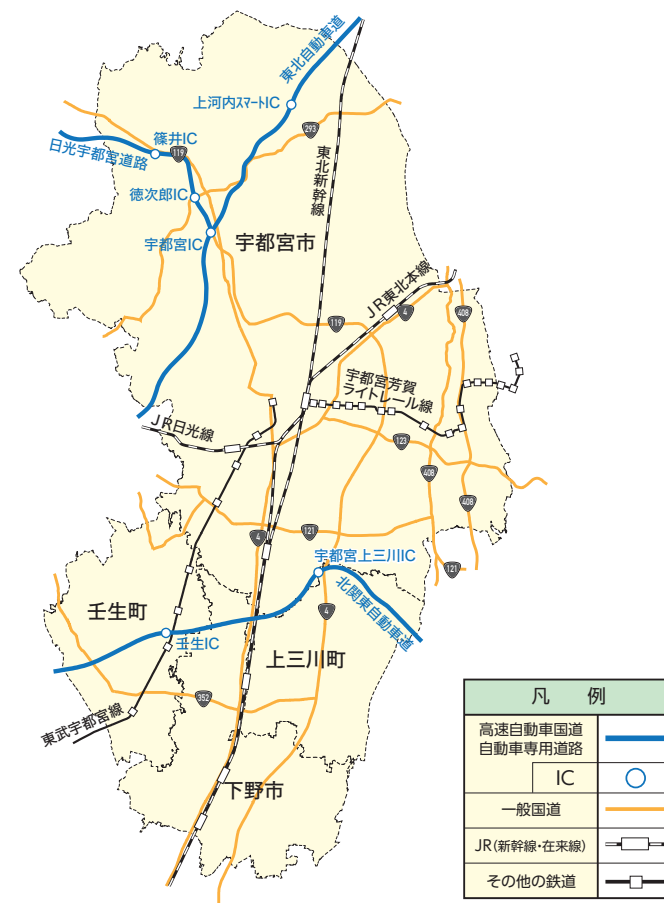 東北自動車道
上河内スマートIC
293
篠井IC
119
日光宇都宮道路
東北新幹線
徳次郎IC
宇都宮IC
宇都宮市
JR東北本線
119
4
408
宇都宮芳賀
ライトレール線
JR日光線
123
408
408
121
4
宇都宮上三川IC
121
北関東自動車道
壬生町
4
壬生IC
上三川町
352
東武宇都宮線
下野市
凡 例
高速自動車国道
自動車専用道路
IC
一般国道
JR(新幹線・在来線)
その他の鉄道